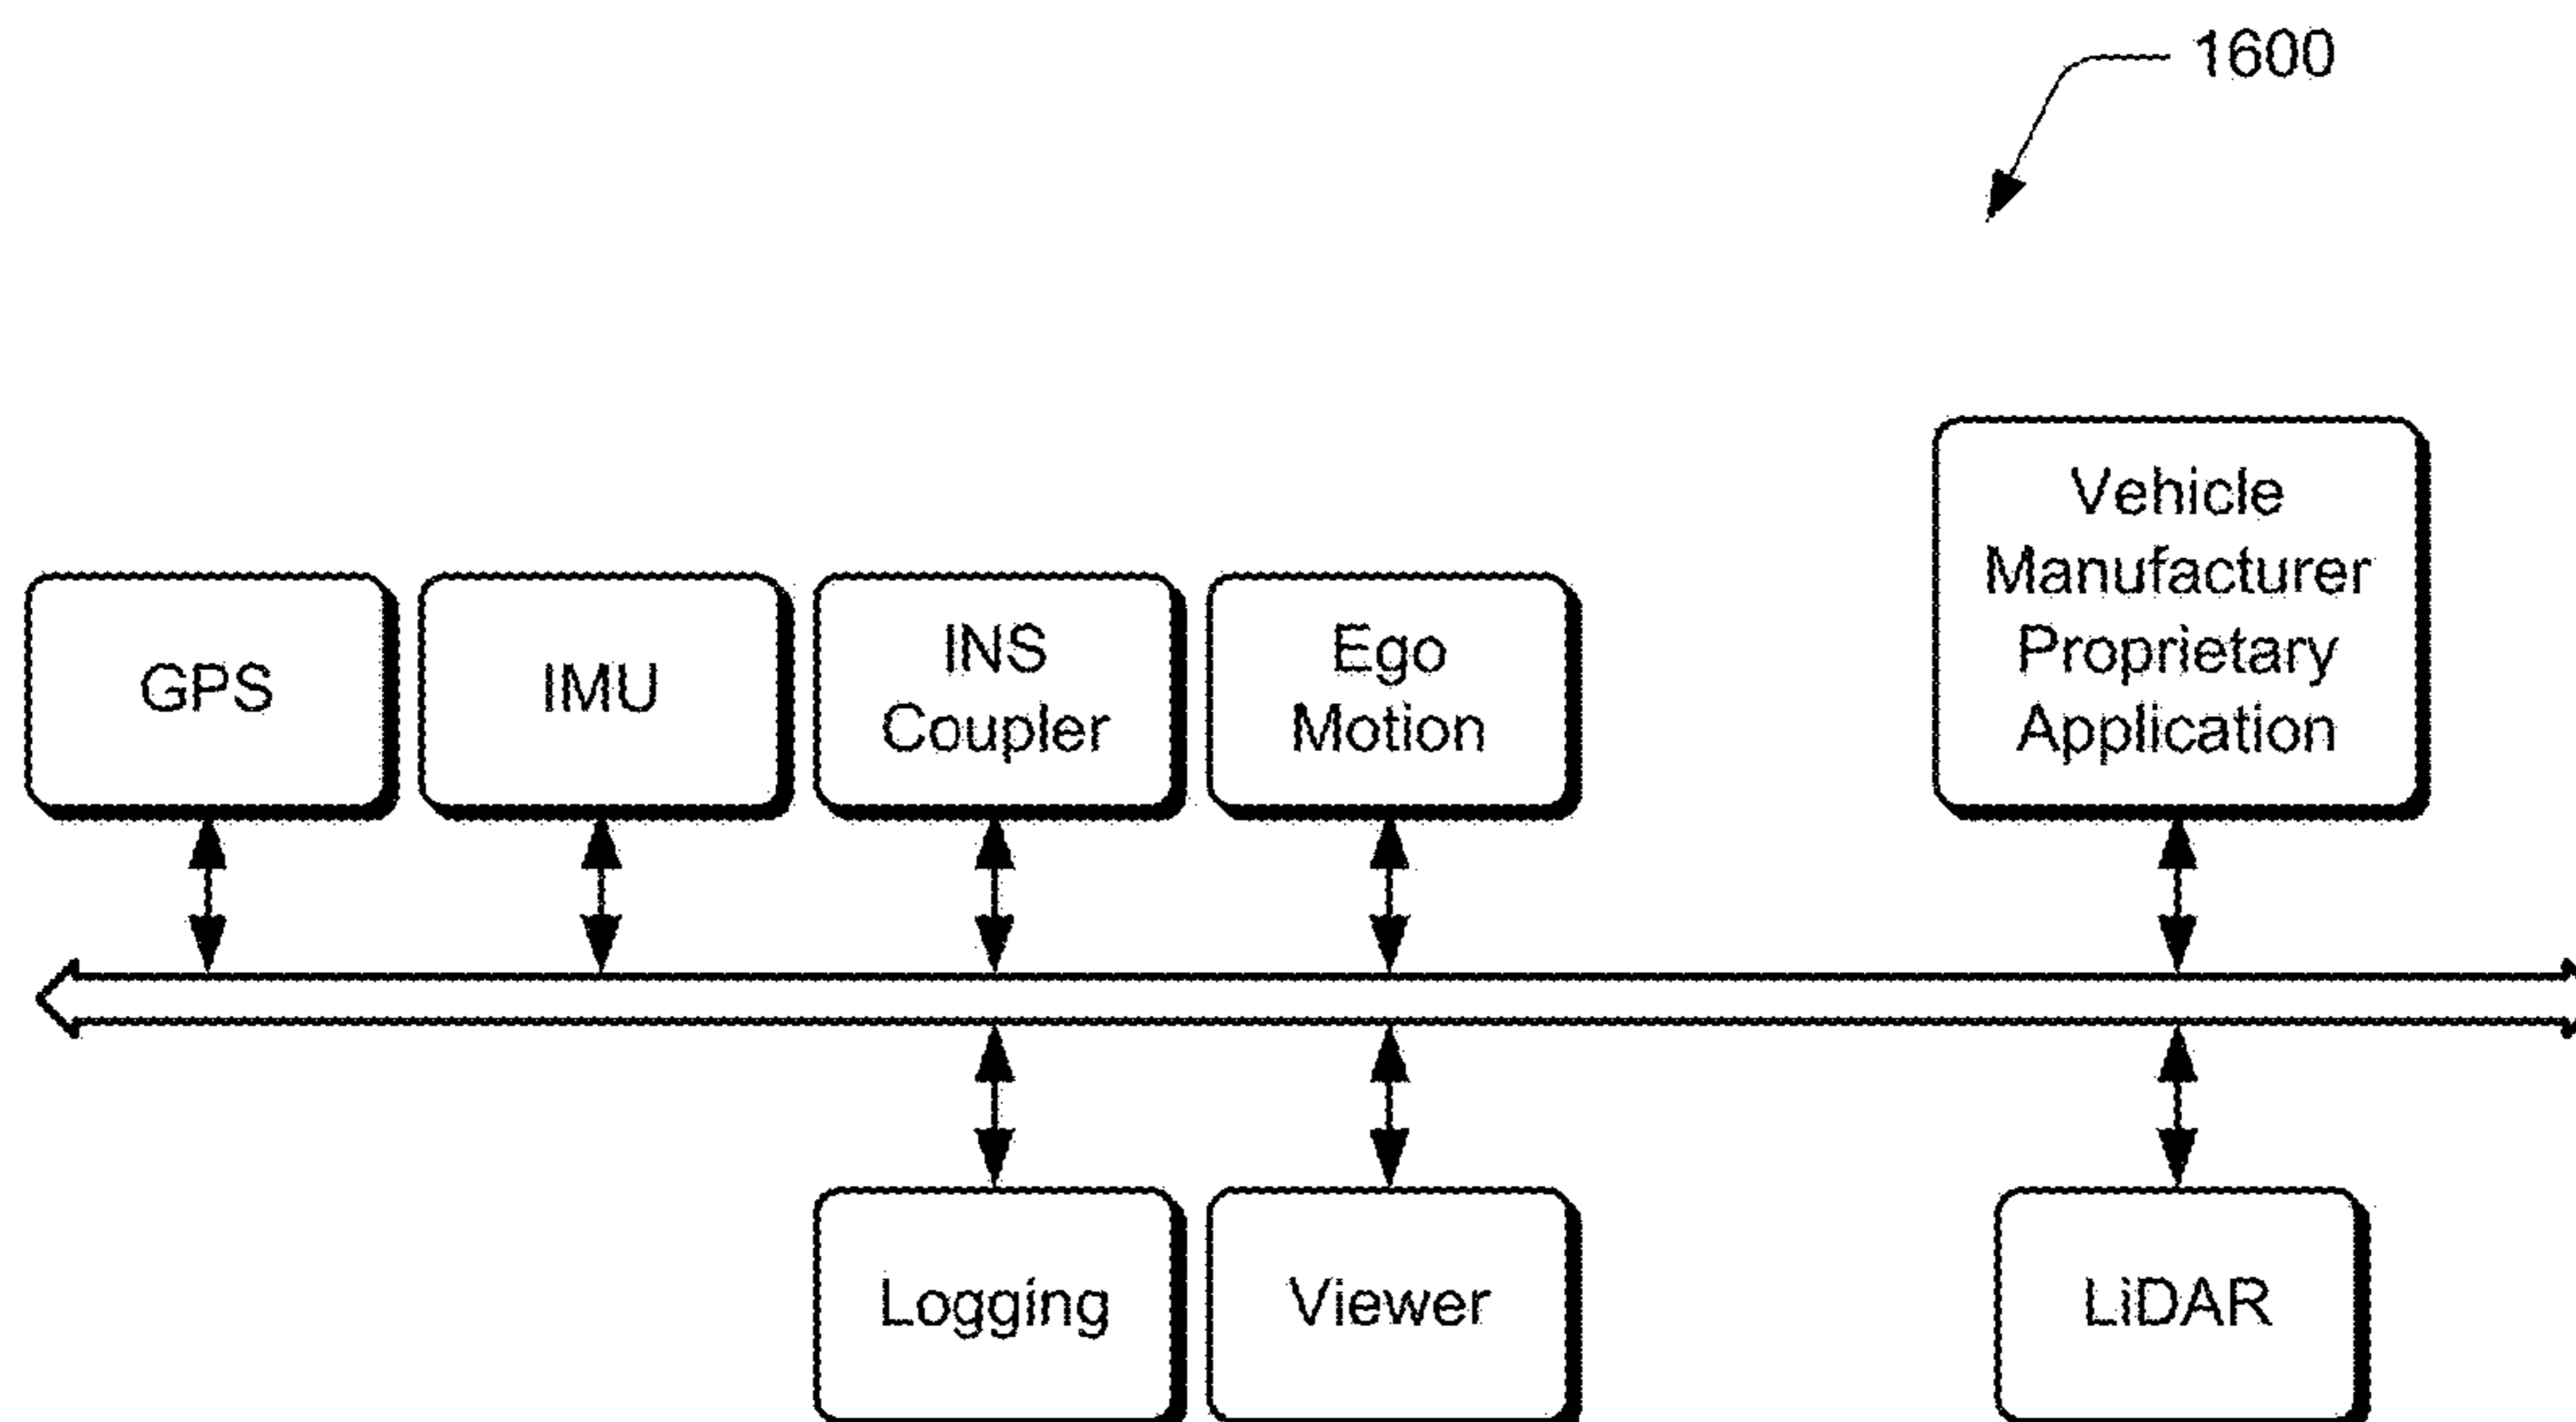 1600
Vehicle
Manufacturer
Proprietary
Application
GPS
IMU
INS
Coupler
Ego
Motion
Logging
Viewer
LiDAR